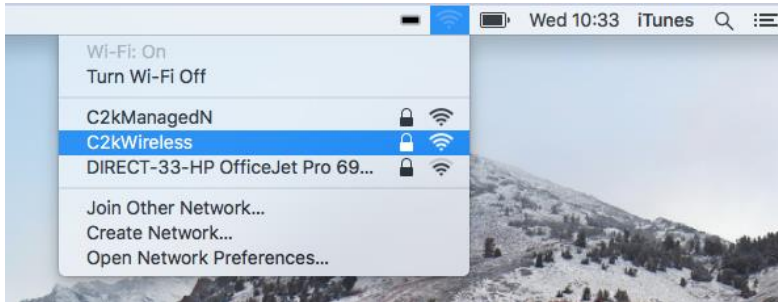 Wed 10:33 iTunes
Wi-Fi: On
Turn Wi-Fi Off
C2kManagedN
C2kWireless
DIRECT-33-HP OfficeJet Pro 69...
Join Other Network...
Create Network...
Open Network Preferences...